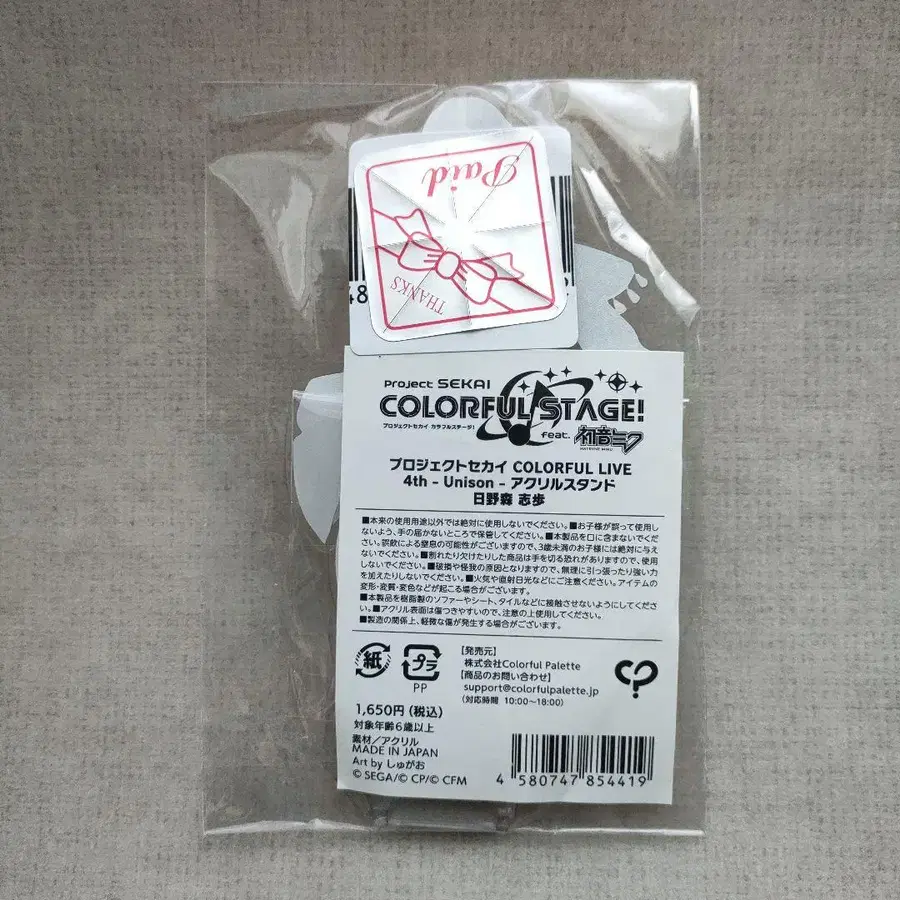 Paid
THANKS
48
Project SEKAI
COLORFUL STAGE!
プロジェクトセカイ カラフルステージ!
feat. 初音ミク
HATSUNE MIKU
プロジェクトセカイ COLORFUL LIVE
4th - Unison - アクリルスタンド
日野森 志歩
■本来の使用用途以外では絶対に使用しないでください。■お子様が誤って使用し
ないよう、手の届かないところで保管してください。■本製品を口に含まないでくだ
さい。誤飲による窒息の可能性がございますので、3歳未満のお子様には絶対に与え
ないでください。■割れたり欠けたりした商品は手を切る恐れがありますので、使用
しないでください。■破損や怪我の原因となりますので、無理に引っ張ったり強い力
を加えたりしないでください。■火気や直射日光などにご注意ください。アイテムの
変形・変質・変色などが起こる場合がございます。
■本製品を樹脂製のソファーやシート、タイルなどに接触させないようにしてくださ
い。■アクリル表面は傷つきやすいので、注意の上使用してください。
■製造の関係上、軽微な傷が発生する場合がございます。
紙
プラ
PP
【発売元】
株式会社Colorful Palette
【商品のお問い合わせ】
support@colorfulpalette.jp
(対応時間 10:00~18:00)
1,650円(税込)
対象年齢6歳以上
素材/アクリル
MADE IN JAPAN
Art by しゅがお
© SEGA/© CP/© CFM
4 580747 854419